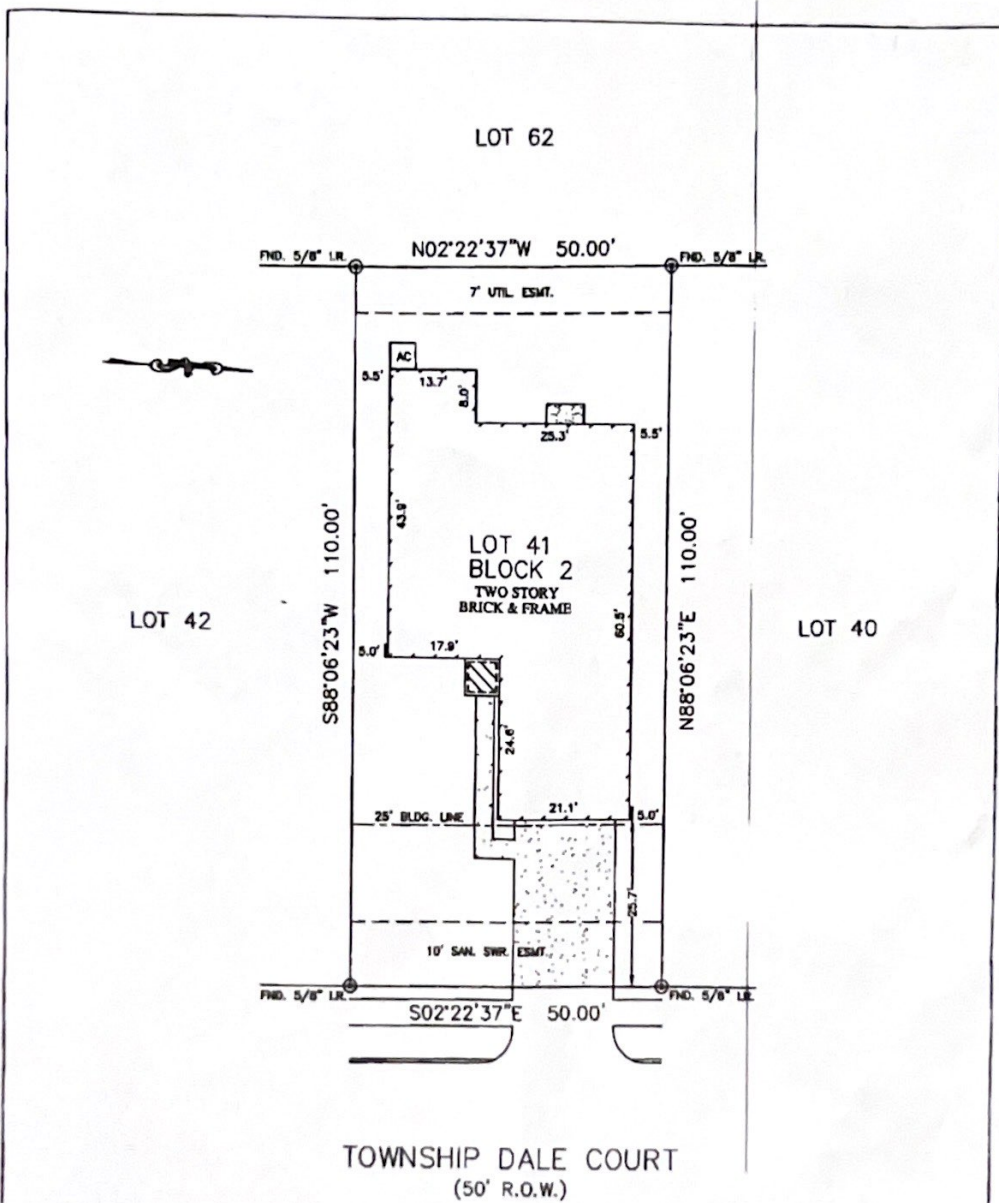 LOT 62
FND. 5/8" I.R.
N02°22'37"W 50.00'
FND. 5/8" I.R.
7' UTIL. ESMT.
AC
5.5'
13.7'
8.0'
25.3'
5.5'
43.9'
S88°06'23"W 110.00'
LOT 41
BLOCK 2
TWO STORY
BRICK & FRAME
N88°06'23"E 110.00'
60.5'
LOT 42
LOT 40
5.0'
17.9'
24.6'
21.1'
25' BLDG. LINE
5.0'
25.7'
10' SAN. SWR. ESMT.
FND. 5/8" I.R.
S02°22'37"E 50.00'
FND. 5/8" I.R.
TOWNSHIP DALE COURT
(50' R.O.W.)